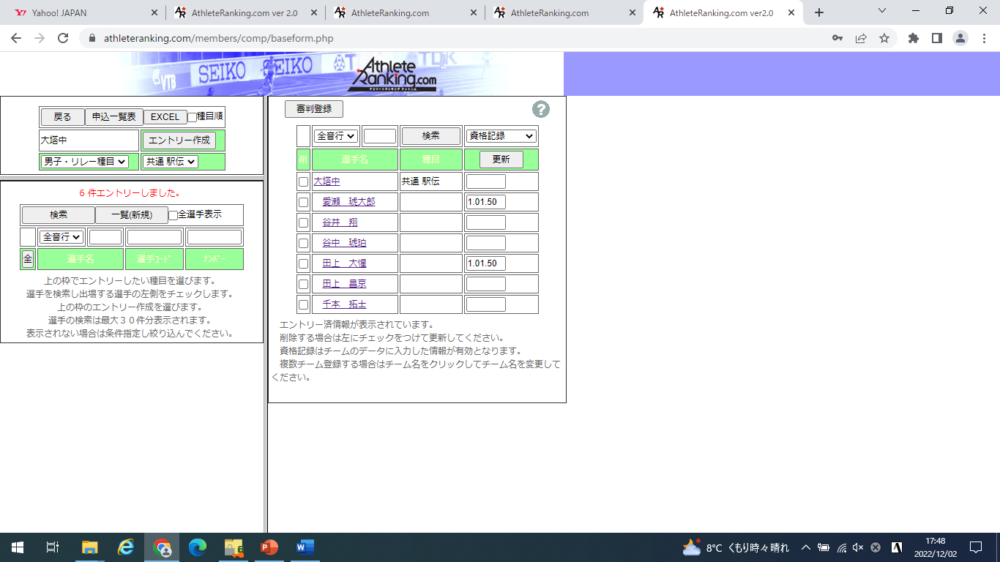 Yahoo! JAPAN
AthleteRanking.com ver 2.0
AthleteRanking.com
AthleteRanking.com
AthleteRanking.com ver2.0
athleteranking.com/members/comp/baseform.php
VTB SEIKO SEIKO TDK
Athlete Ranking.com
アスリートランキング ドットコム
戻る 申込一覧表 EXCEL 種目順
大塔中 エントリー作成
男子・リレー種目 共通 駅伝
6 件エントリーしました。
検索 一覧(新規) 全選手表示
全音行
全 選手名 選手ｺｰﾄﾞ ﾅﾝﾊﾞｰ
上の枠でエントリーしたい種目を選びます。
選手を検索し出場する選手の左側をチェックします。
上の枠のエントリー作成を選びます。
選手の検索は最大３０件分表示されます。
表示されない場合は条件指定し絞り込んでください。
審判登録 ?
全音行 検索 資格記録
削 選手名 種目 更新
大塔中 共通 駅伝
愛瀬　琥大郎 1.01.50
谷井　翔
谷中　琥珀
田上　大惺 1.01.50
田上　昌京
千本　拓士
エントリー済情報が表示されています。
削除する場合は左にチェックをつけて更新してください。
資格記録はチームのデータに入力した情報が有効となります。
複数チーム登録する場合はチーム名をクリックしてチーム名を変更して
ください。
8°C くもり時々晴れ A 17:48
2022/12/02